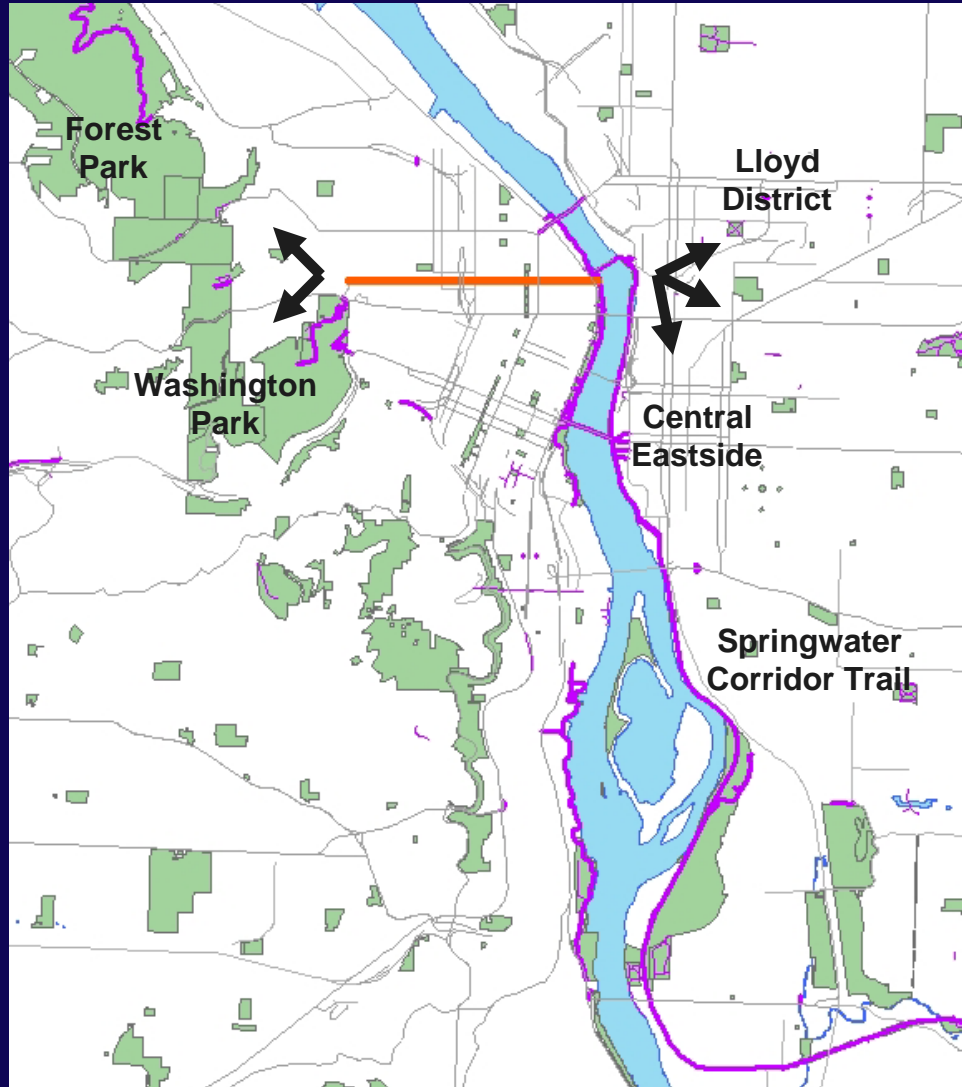 Forest
Park
Lloyd
District
Washington
Park
Central
Eastside
Springwater
Corridor Trail